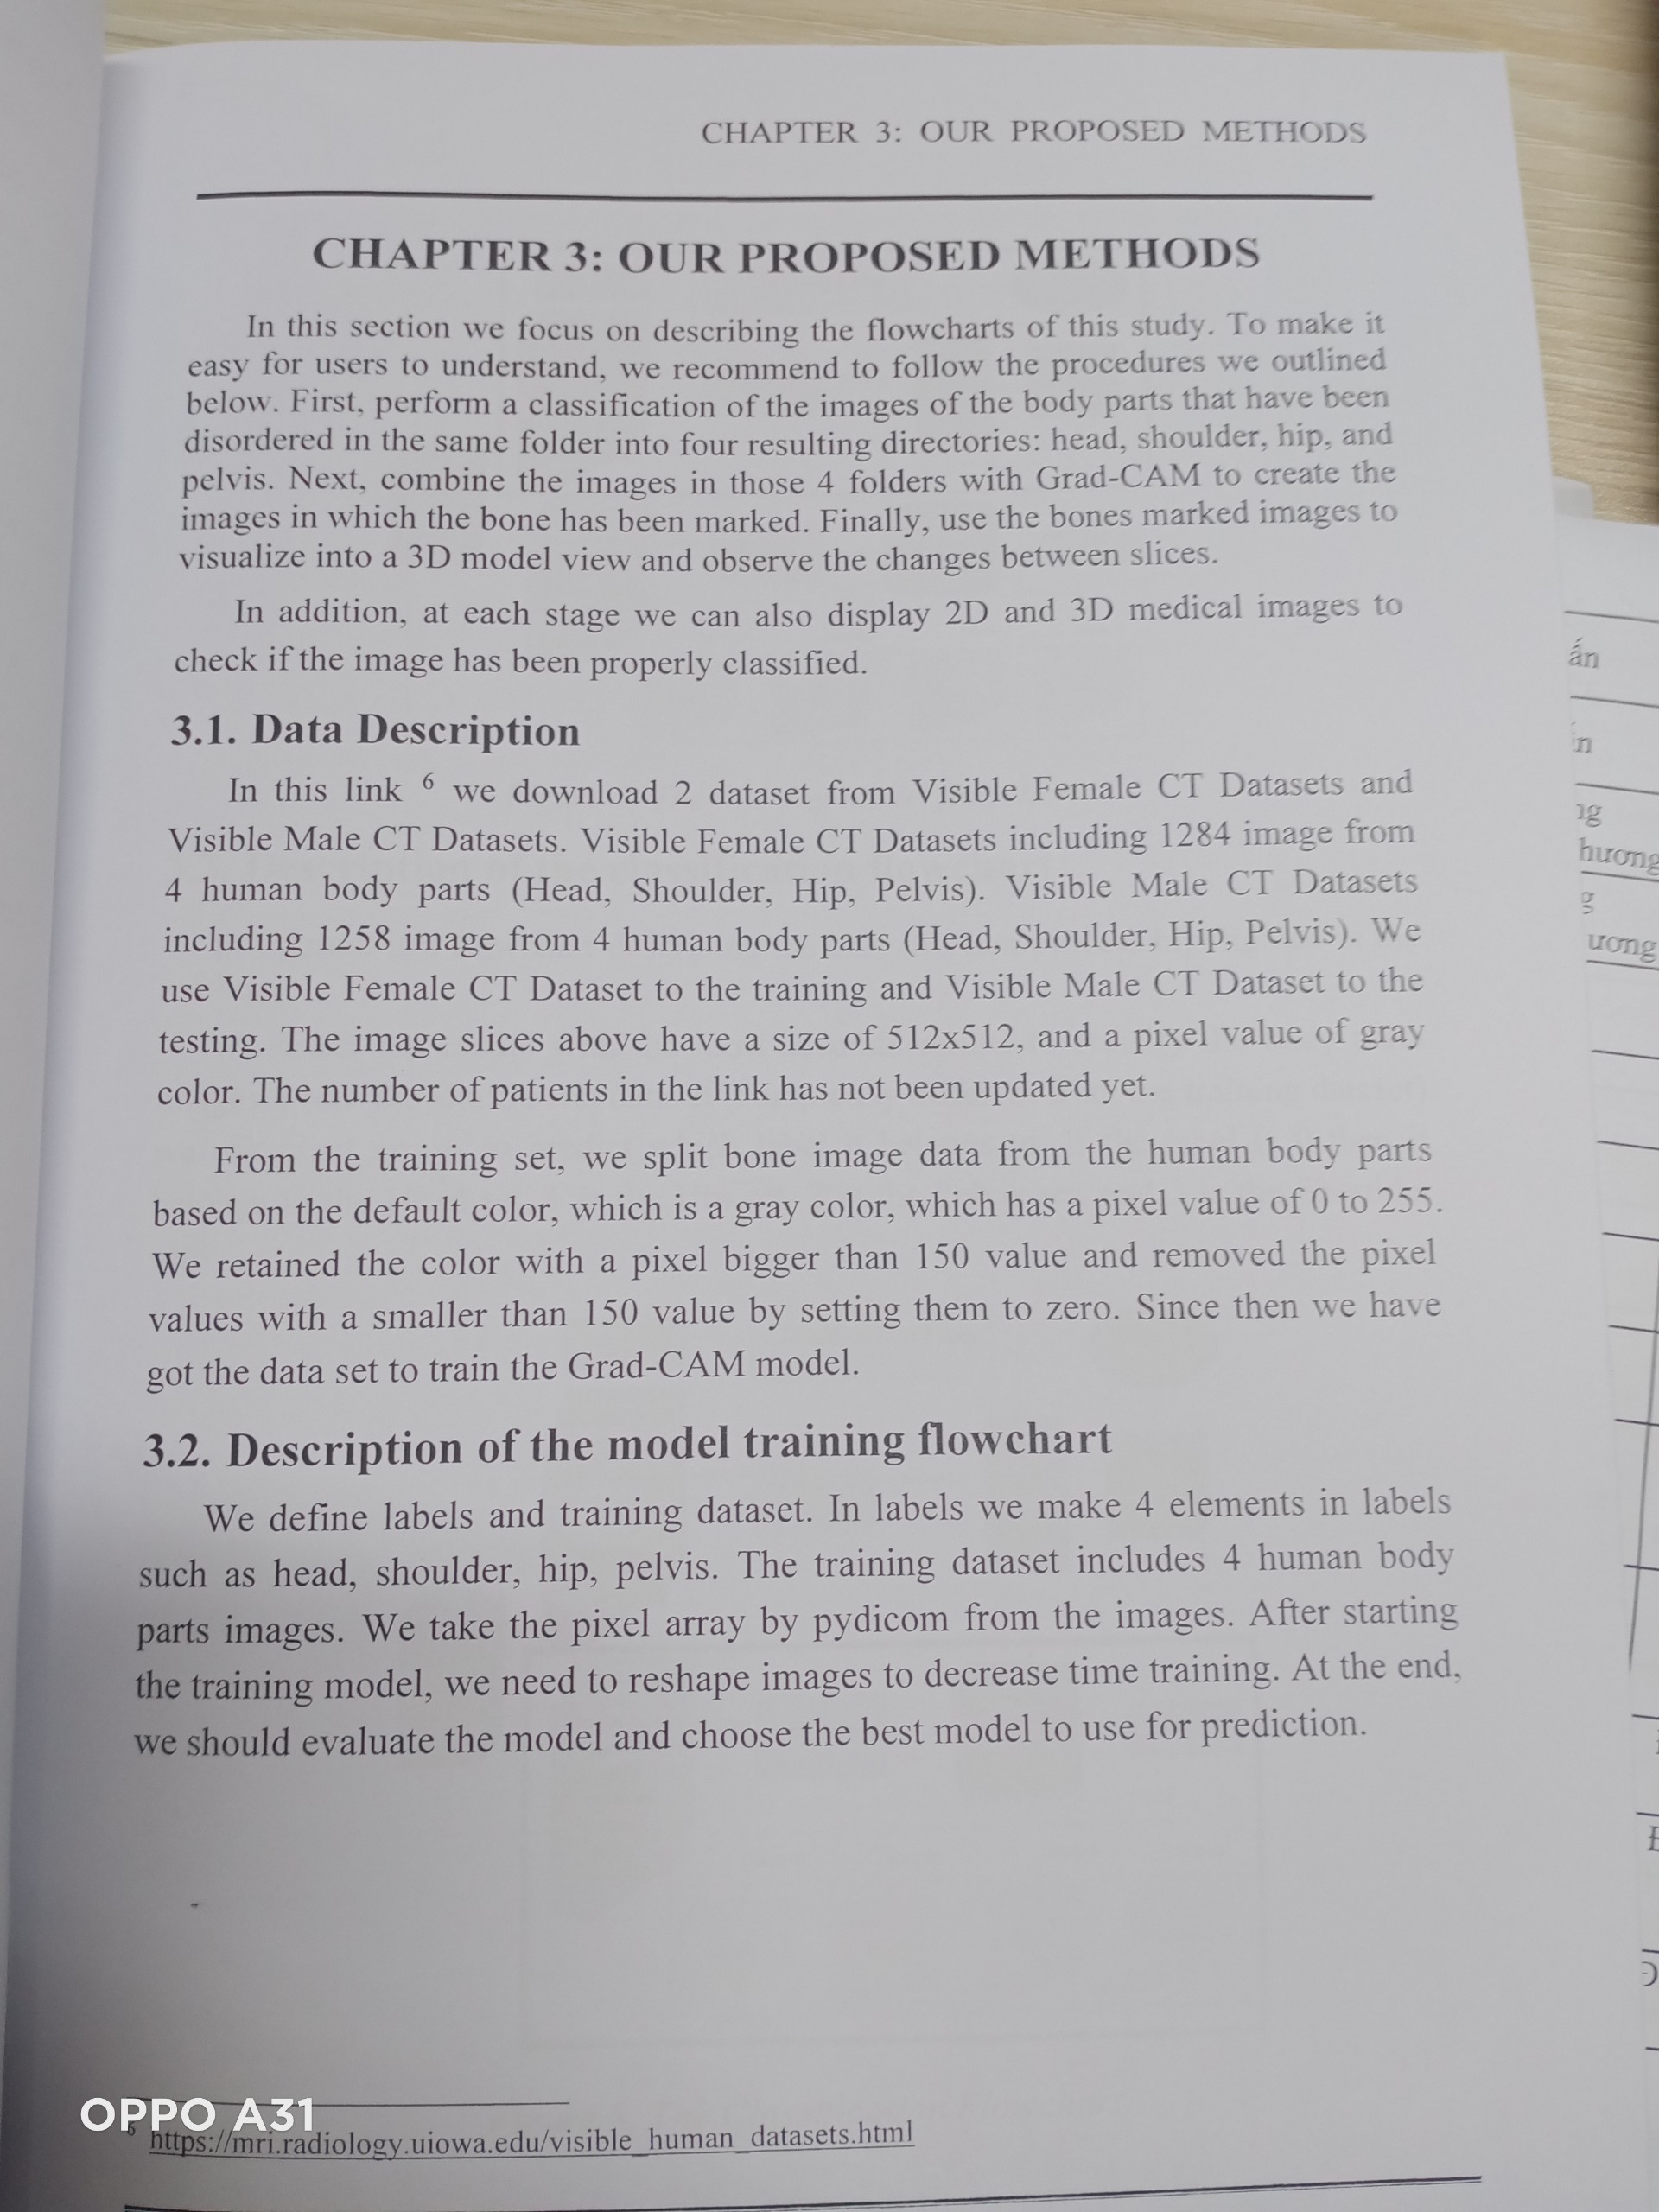 CHAPTER 3: OUR PROPOSED METHODS
CHAPTER 3: OUR PROPOSED METHODS
In this section we focus on describing the flowcharts of this study. To make it
easy for users to understand, we recommend to follow the procedures we outlined
below. First, perform a classification of the images of the body parts that have been
disordered in the same folder into four resulting directories: head, shoulder, hip, and
pelvis. Next, combine the images in those 4 folders with Grad-CAM to create the
images in which the bone has been marked. Finally, use the bones marked images to
visualize into a 3D model view and observe the changes between slices.
In addition, at each stage we can also display 2D and 3D medical images to
check if the image has been properly classified.
3.1. Data Description
In this link 6 we download 2 dataset from Visible Female CT Datasets and
Visible Male CT Datasets. Visible Female CT Datasets including 1284 image from
4 human body parts (Head, Shoulder, Hip, Pelvis). Visible Male CT Datasets
including 1258 image from 4 human body parts (Head, Shoulder, Hip, Pelvis). We
use Visible Female CT Dataset to the training and Visible Male CT Dataset to the
testing. The image slices above have a size of 512x512, and a pixel value of gray
color. The number of patients in the link has not been updated yet.
From the training set, we split bone image data from the human body parts
based on the default color, which is a gray color, which has a pixel value of 0 to 255.
We retained the color with a pixel bigger than 150 value and removed the pixel
values with a smaller than 150 value by setting them to zero. Since then we have
got the data set to train the Grad-CAM model.
3.2. Description of the model training flowchart
We define labels and training dataset. In labels we make 4 elements in labels
such as head, shoulder, hip, pelvis. The training dataset includes 4 human body
parts images. We take the pixel array by pydicom from the images. After starting
the training model, we need to reshape images to decrease time training. At the end,
we should evaluate the model and choose the best model to use for prediction.
6 https://mri.radiology.uiowa.edu/visible_human_datasets.html
OPPO A31